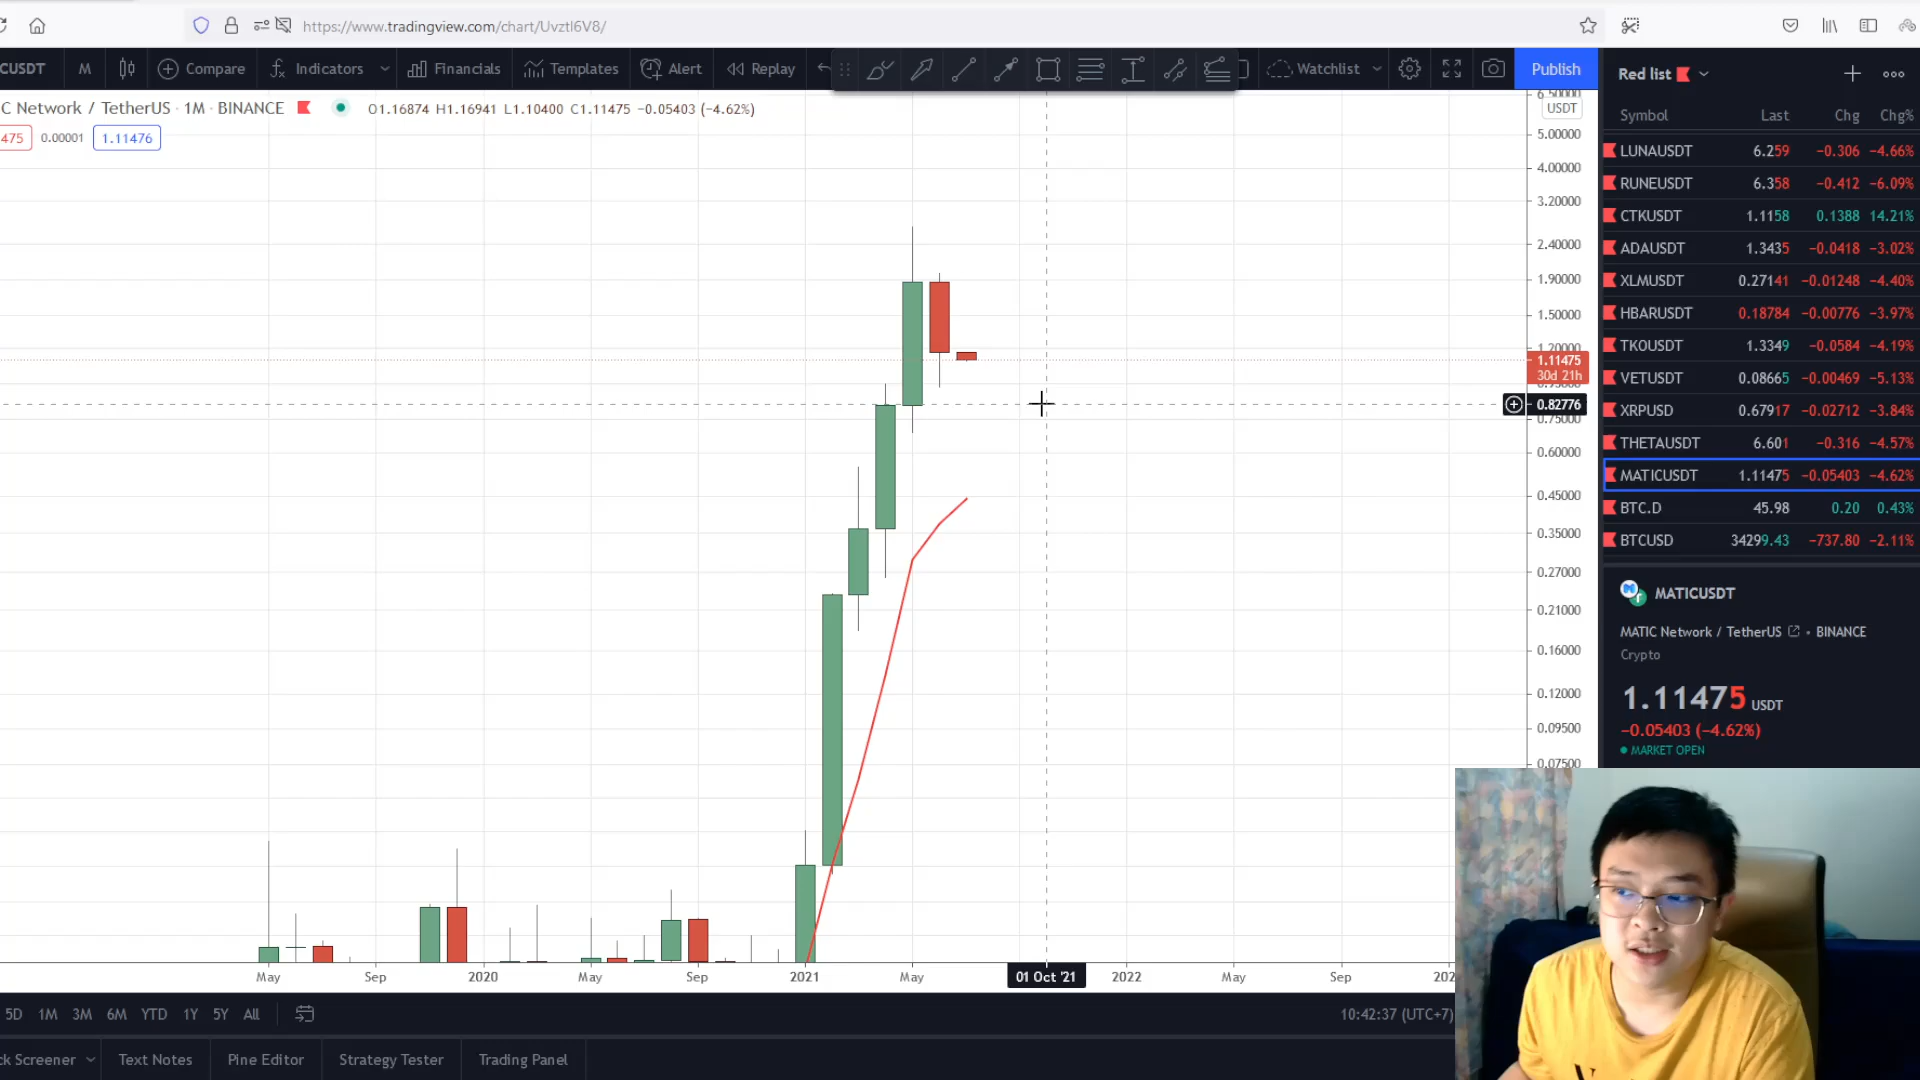 https://www.tradingview.com/chart/Uvztl6V8/
CUSDT M Compare Indicators Financials Templates Alert Replay Watchlist Publish
C Network / TetherUS · 1M · BINANCE O1.16874 H1.16941 L1.10400 C1.11475 −0.05403 (−4.62%)
475 0.00001 1.11476
USDT
5.00000
4.00000
3.20000
2.40000
1.90000
1.50000
1.20000
1.11475
30d 21h
0.82776
0.75000
0.60000
0.45000
0.35000
0.27000
0.21000
0.16000
0.12000
0.09500
0.07500
May Sep 2020 May Sep 2021 May 01 Oct '21 2022 May Sep
5D 1M 3M 6M YTD 1Y 5Y All 10:42:37 (UTC+7)
ck Screener Text Notes Pine Editor Strategy Tester Trading Panel
Red list
Symbol Last Chg Chg%
LUNAUSDT 6.259 −0.306 −4.66%
RUNEUSDT 6.358 −0.412 −6.09%
CTKUSDT 1.1158 0.1388 14.21%
ADAUSDT 1.3435 −0.0418 −3.02%
XLMUSDT 0.27141 −0.01248 −4.40%
HBARUSDT 0.18784 −0.00776 −3.97%
TKOUSDT 1.3349 −0.0584 −4.19%
VETUSDT 0.08665 −0.00469 −5.13%
XRPUSD 0.67917 −0.02712 −3.84%
THETAUSDT 6.601 −0.316 −4.57%
MATICUSDT 1.11475 −0.05403 −4.62%
BTC.D 45.98 0.20 0.43%
BTCUSD 34299.43 −737.80 −2.11%
MATICUSDT
MATIC Network / TetherUS • BINANCE
Crypto
1.11475 USDT
−0.05403 (−4.62%)
MARKET OPEN